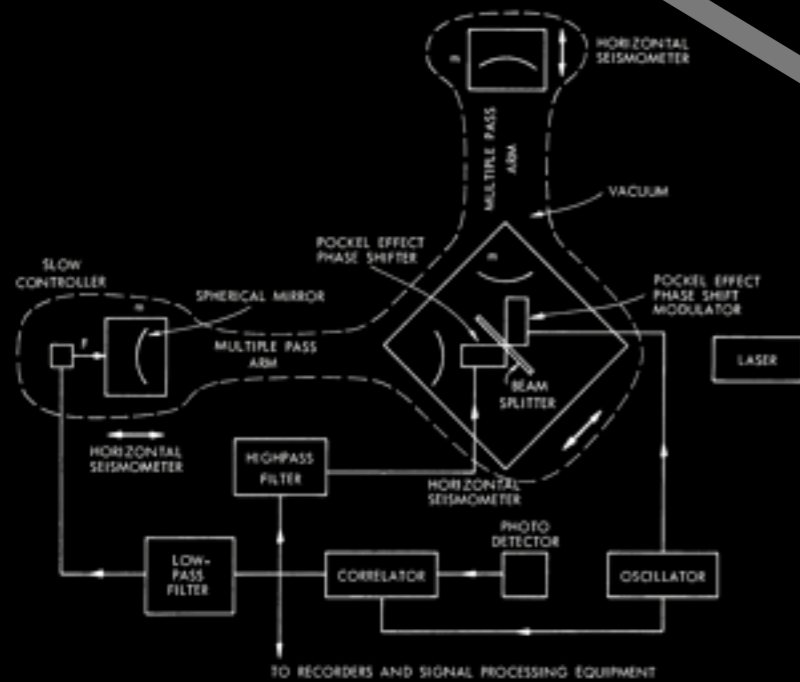 m
HORIZONTAL
SEISMOMETER
MULTIPLE PASS
ARM
VACUUM
POCKEL EFFECT
PHASE SHIFTER
m
SLOW
CONTROLLER
POCKEL EFFECT
PHASE SHIFT
MODULATOR
SPHERICAL MIRROR
m
F
MULTIPLE PASS
ARM
LASER
BEAM
SPLITTER
HORIZONTAL
SEISMOMETER
HIGHPASS
FILTER
HORIZONTAL
SEISMOMETER
PHOTO
DETECTOR
LOW-
PASS
FILTER
CORRELATOR
OSCILLATOR
TO RECORDERS AND SIGNAL PROCESSING EQUIPMENT